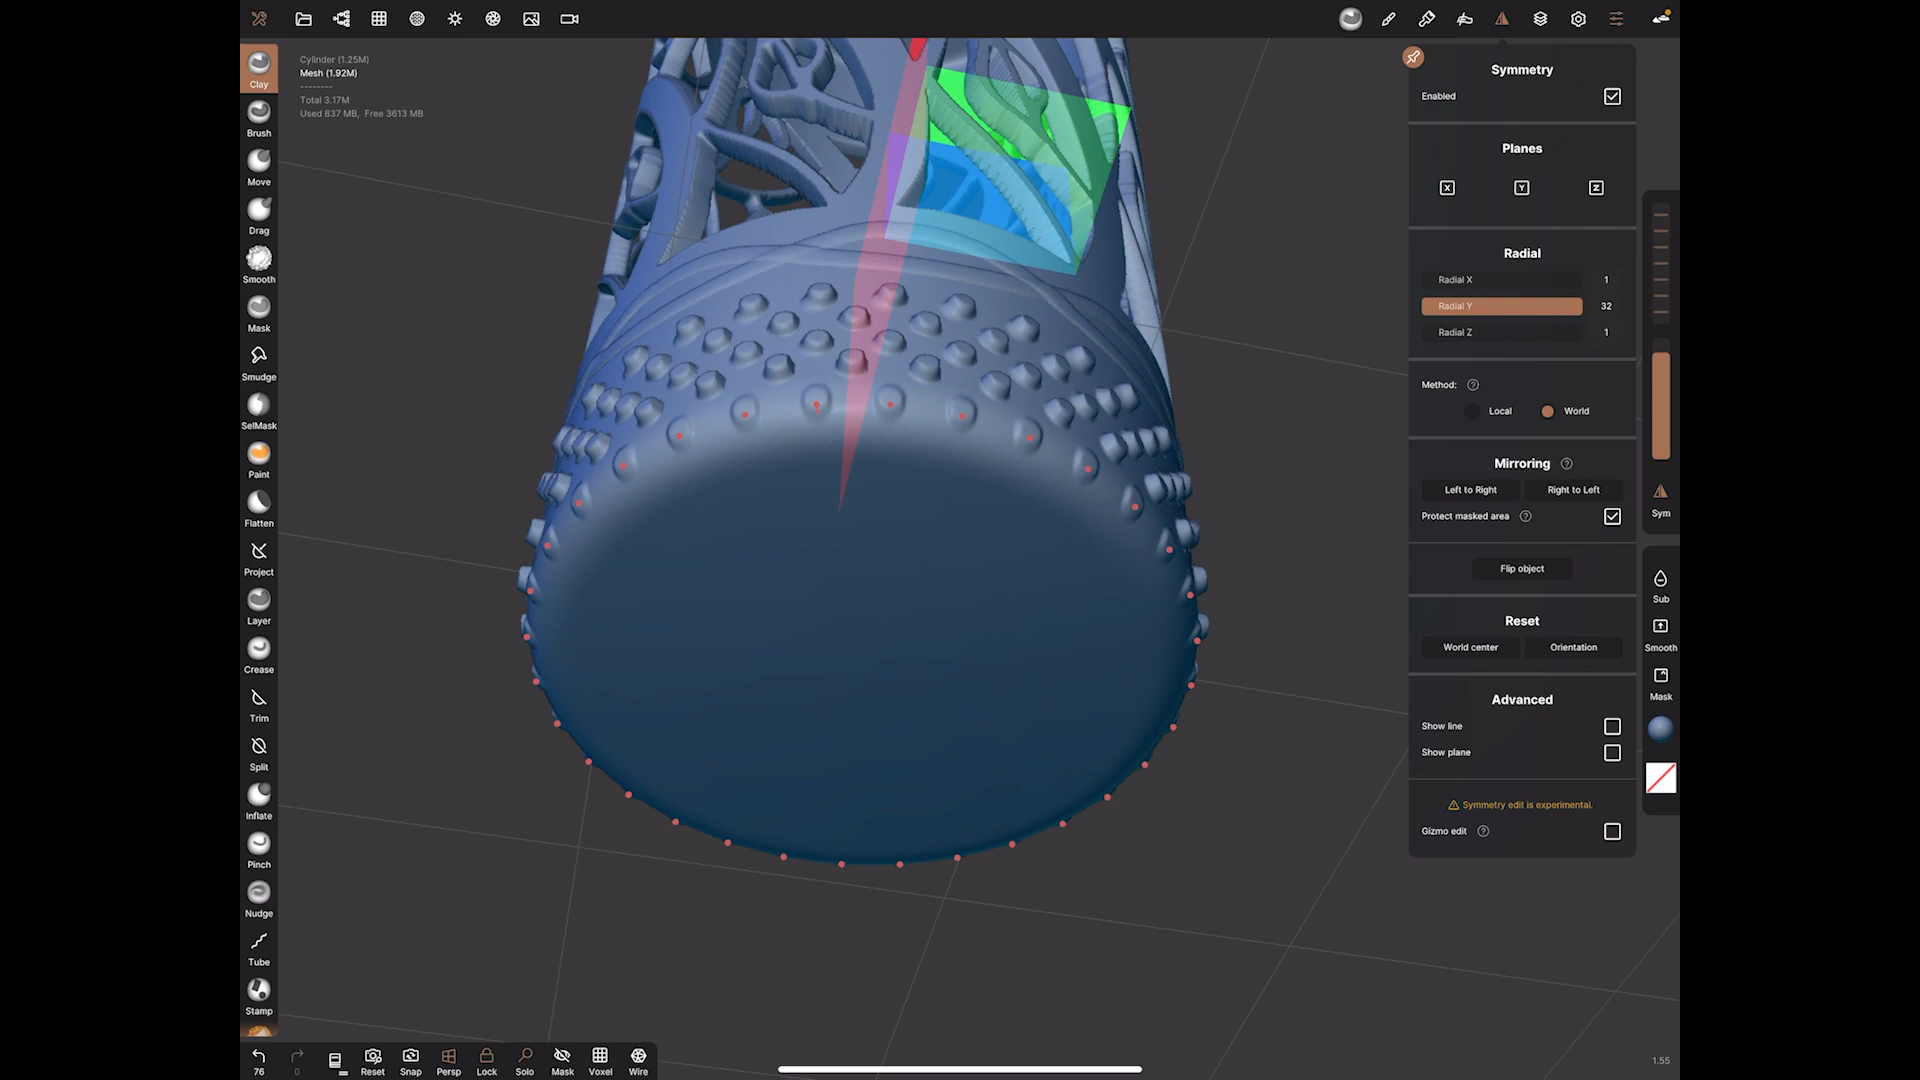 Cylinder (1.25M)
Mesh (1.92M)
--------
Total 3.17M
Used 837 MB, Free 3613 MB
Clay
Brush
Move
Drag
Smooth
Mask
Smudge
SelMask
Paint
Flatten
Project
Layer
Crease
Trim
Split
Inflate
Pinch
Nudge
Tube
Stamp
76
0
Reset
Snap
Persp
Lock
Solo
Mask
Voxel
Wire
Symmetry
Enabled
Planes
X Y Z
Radial
Radial X 1
Radial Y 32
Radial Z 1
Method: ?
Local World
Mirroring ?
Left to Right Right to Left
Protect masked area ?
Flip object
Reset
World center Orientation
Advanced
Show line
Show plane
Symmetry edit is experimental.
Gizmo edit ?
Sym
Sub
Smooth
Mask
1.55